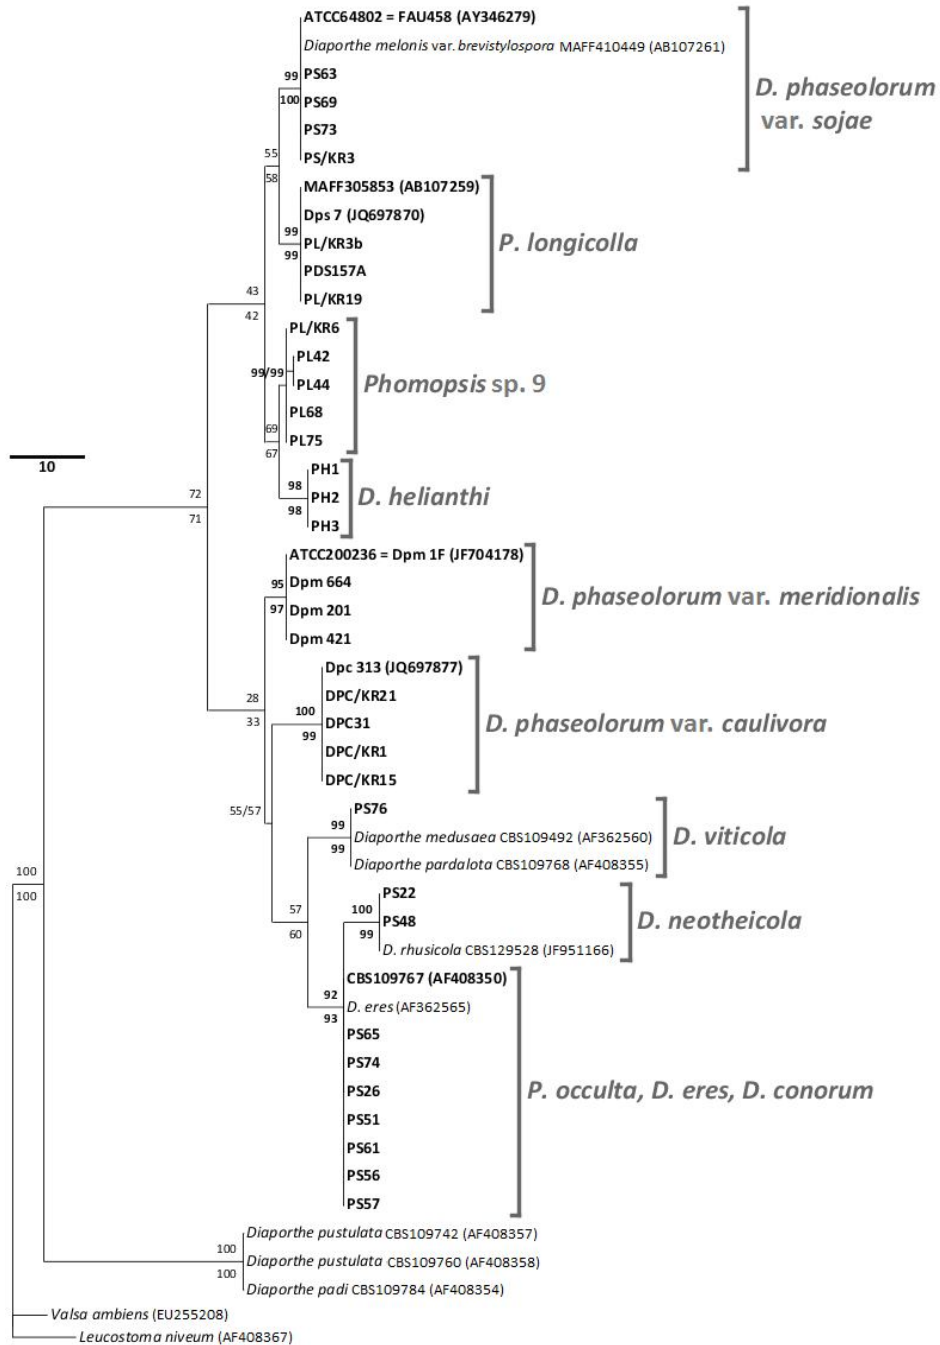 ATCC64802 = FAU458 (AY346279)
Diaporthe melonis var. brevistylospora MAFF410449 (AB107261)
99
PS63
100
PS69
PS73
PS/KR3
D. phaseolorum
var. sojae
55
58
MAFF305853 (AB107259)
Dps 7 (JQ697870)
99
PL/KR3b
99
PDS157A
PL/KR19
P. longicolla
43
42
PL/KR6
PL42
99/99
PL44
PL68
PL75
Phomopsis sp. 9
69
67
10
PH1
98
PH2
98
PH3
D. helianthi
72
71
ATCC200236 = Dpm 1F (JF704178)
95
Dpm 664
97
Dpm 201
Dpm 421
D. phaseolorum var. meridionalis
28
33
Dpc 313 (JQ697877)
DPC/KR21
100
DPC31
99
DPC/KR1
DPC/KR15
D. phaseolorum var. caulivora
55/57
PS76
99
Diaporthe medusaea CBS109492 (AF362560)
99
Diaporthe pardalota CBS109768 (AF408355)
D. viticola
100
100
57
60
PS22
100
PS48
99
D. rhusicola CBS129528 (JF951166)
D. neotheicola
CBS109767 (AF408350)
92
D. eres (AF362565)
93
PS65
PS74
PS26
PS51
PS61
PS56
PS57
P. occulta, D. eres, D. conorum
Diaporthe pustulata CBS109742 (AF408357)
100
Diaporthe pustulata CBS109760 (AF408358)
100
Diaporthe padi CBS109784 (AF408354)
Valsa ambiens (EU255208)
Leucostoma niveum (AF408367)